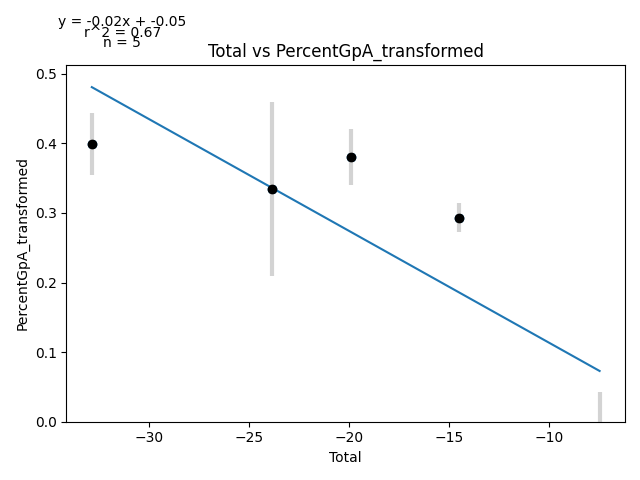 y = -0.02x + -0.05
r^2 = 0.67
n = 5
Total vs PercentGpA_transformed
0.5
0.4
0.3
0.2
0.1
0.0
PercentGpA_transformed
−30
−25
−20
−15
−10
Total